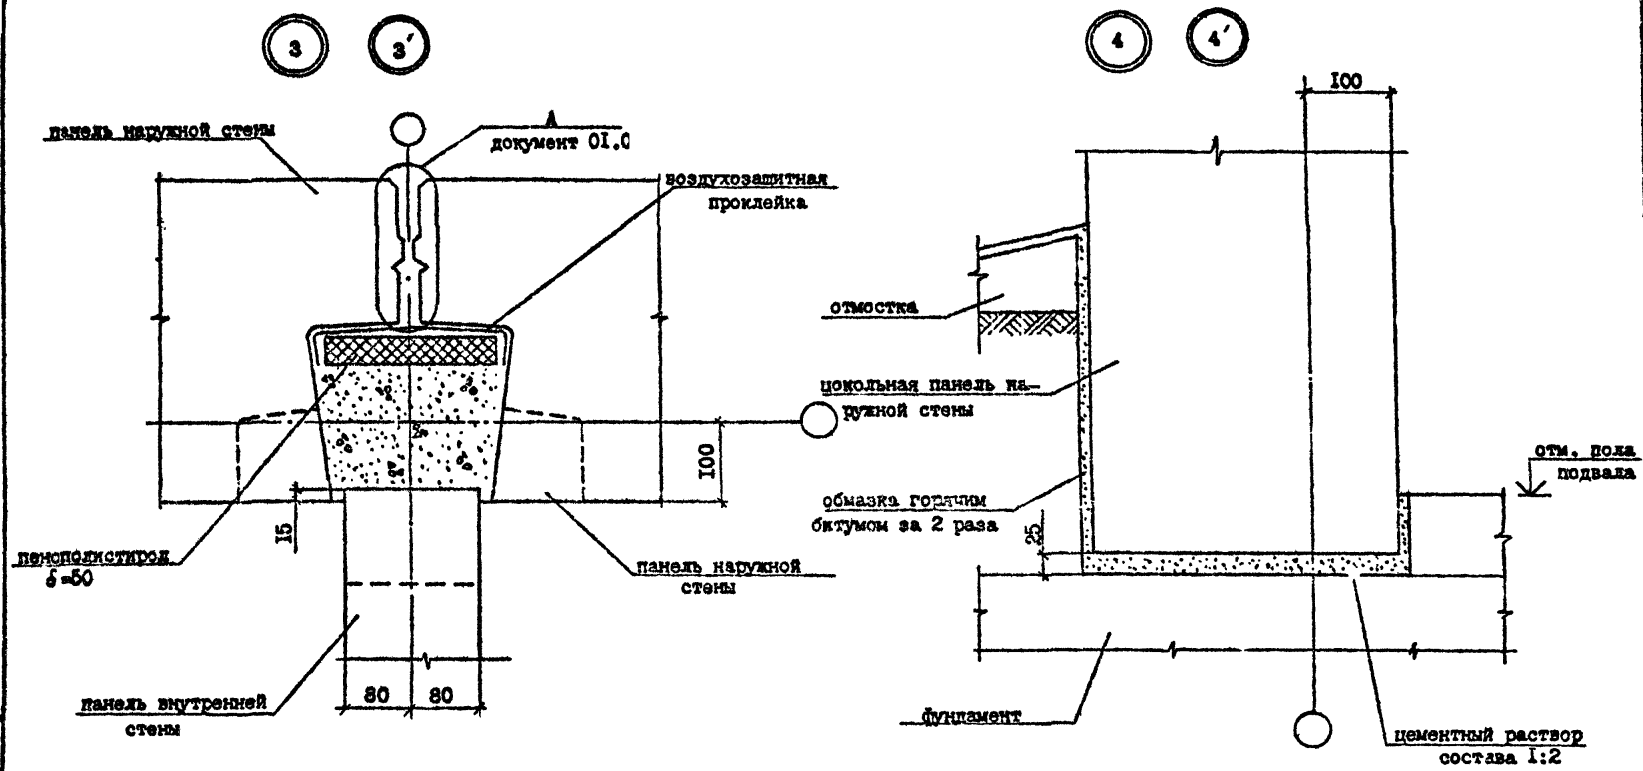 3
3'
панель наружной стены
А
документ 01.0
воздухозащитная
проклейка
100
15
пенополистирол
δ=50
панель наружной
стены
80
80
панель внутренней
стены
4
4'
100
отмостка
цокольная панель на-
ружной стены
обмазка горячим
битумом за 2 раза
25
отм. пола
подвала
фундамент
цементный раствор
состава 1:2